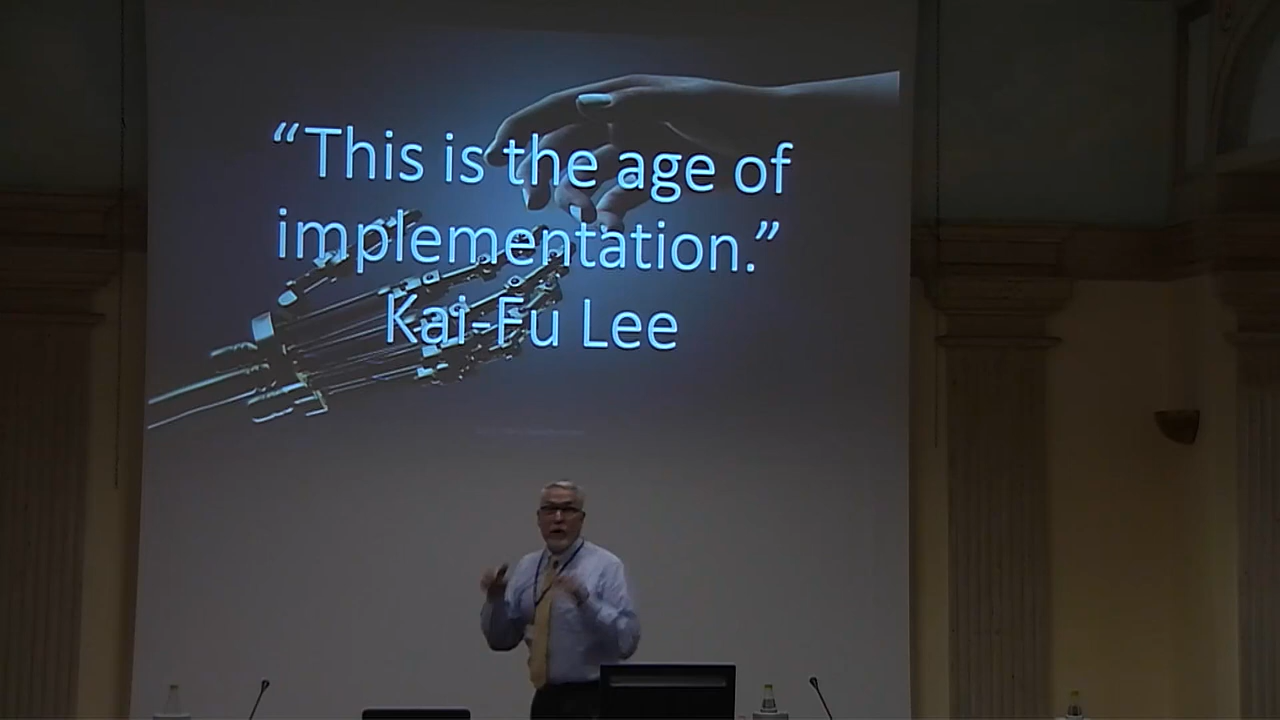 “This is the age of
implementation.”
Kai-Fu Lee